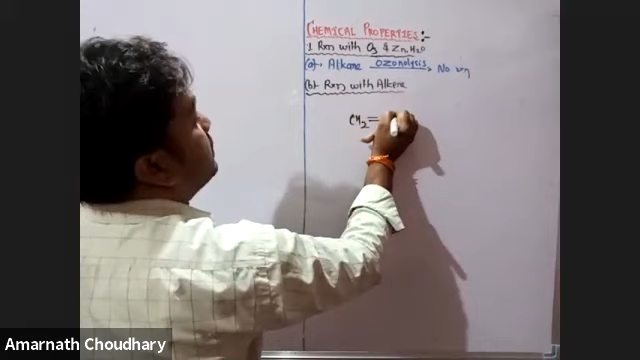 CHEMICAL PROPERTIES:-
1 Rxn with O3 & Zn, H2O
(a)→ Alkane ozonolysis → No rxn
(b) Rxn with Alkene
CH2=
Amarnath Choudhary